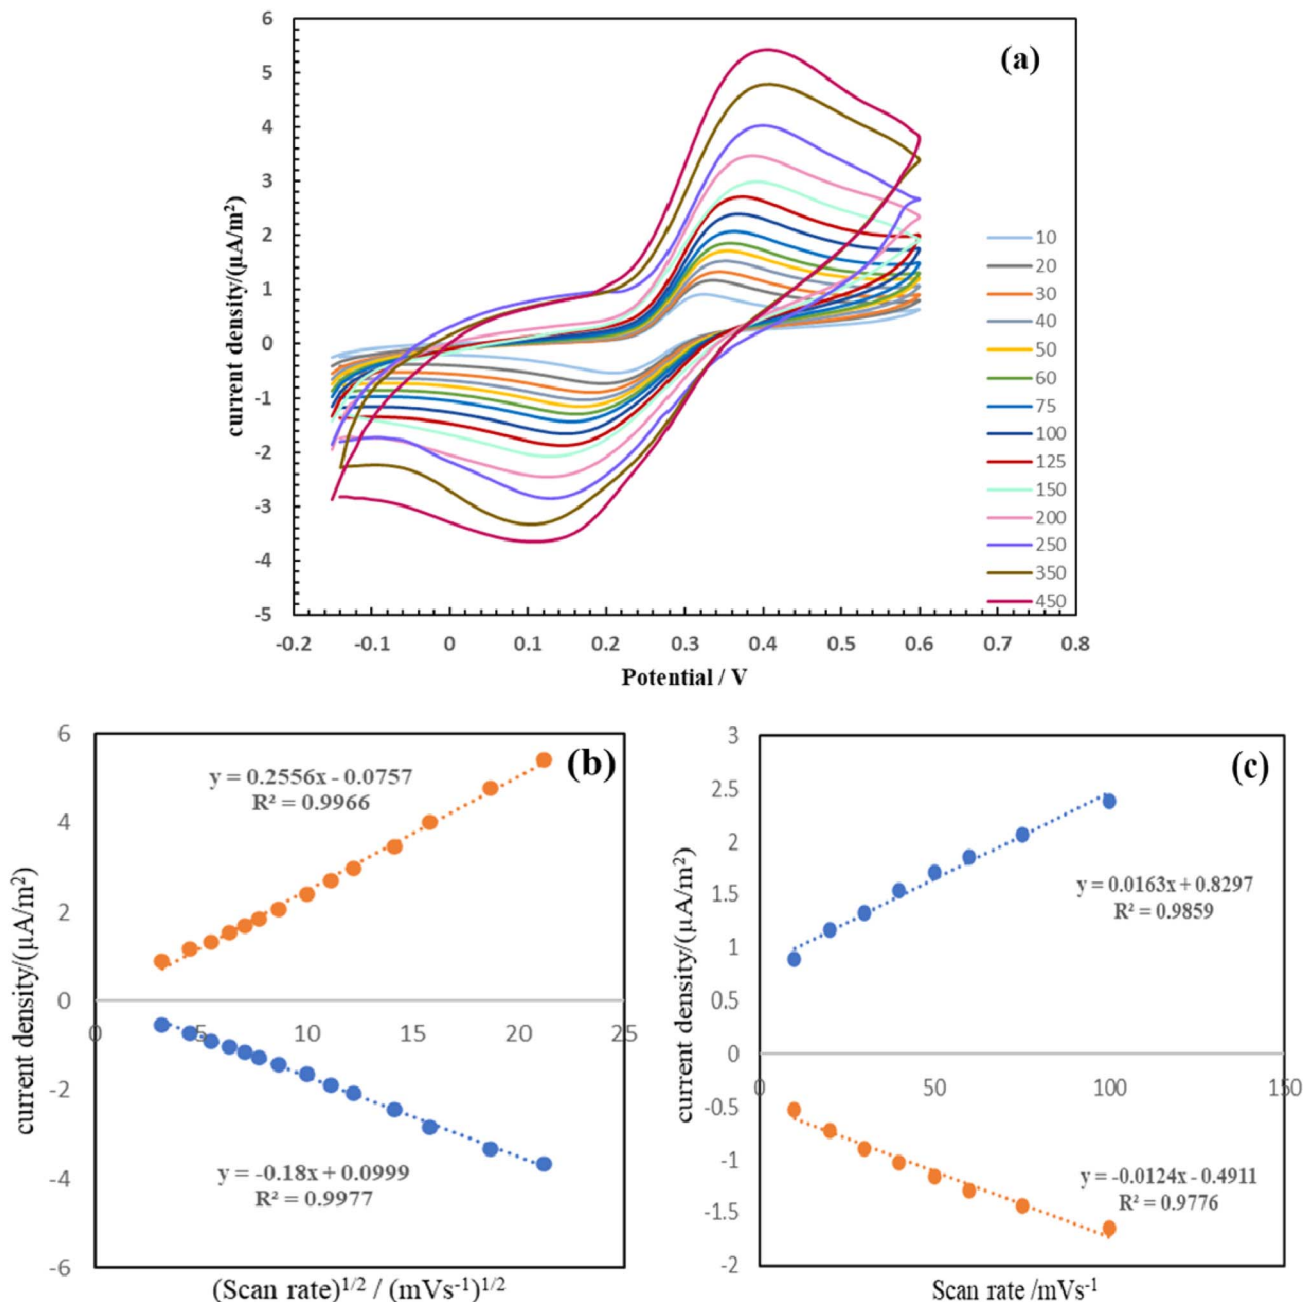 (a)
6
5
4
3
2
1
0
-1
-2
-3
-4
-5
current density/(µA/m²)
-0.2 -0.1 0 0.1 0.2 0.3 0.4 0.5 0.6 0.7 0.8
Potential / V
10
20
30
40
50
60
75
100
125
150
200
250
350
450
(b)
6
4
2
0
-2
-4
-6
current density/(µA/m²)
y = 0.2556x - 0.0757
R² = 0.9966
0 5 10 15 20 25
y = -0.18x + 0.0999
R² = 0.9977
(Scan rate)¹/² / (mVs⁻¹)¹/²
(c)
3
2.5
2
1.5
1
0.5
0
-0.5
-1
-1.5
-2
current density/(µA/m²)
y = 0.0163x + 0.8297
R² = 0.9859
0 50 100 150
y = -0.0124x - 0.4911
R² = 0.9776
Scan rate /mVs⁻¹